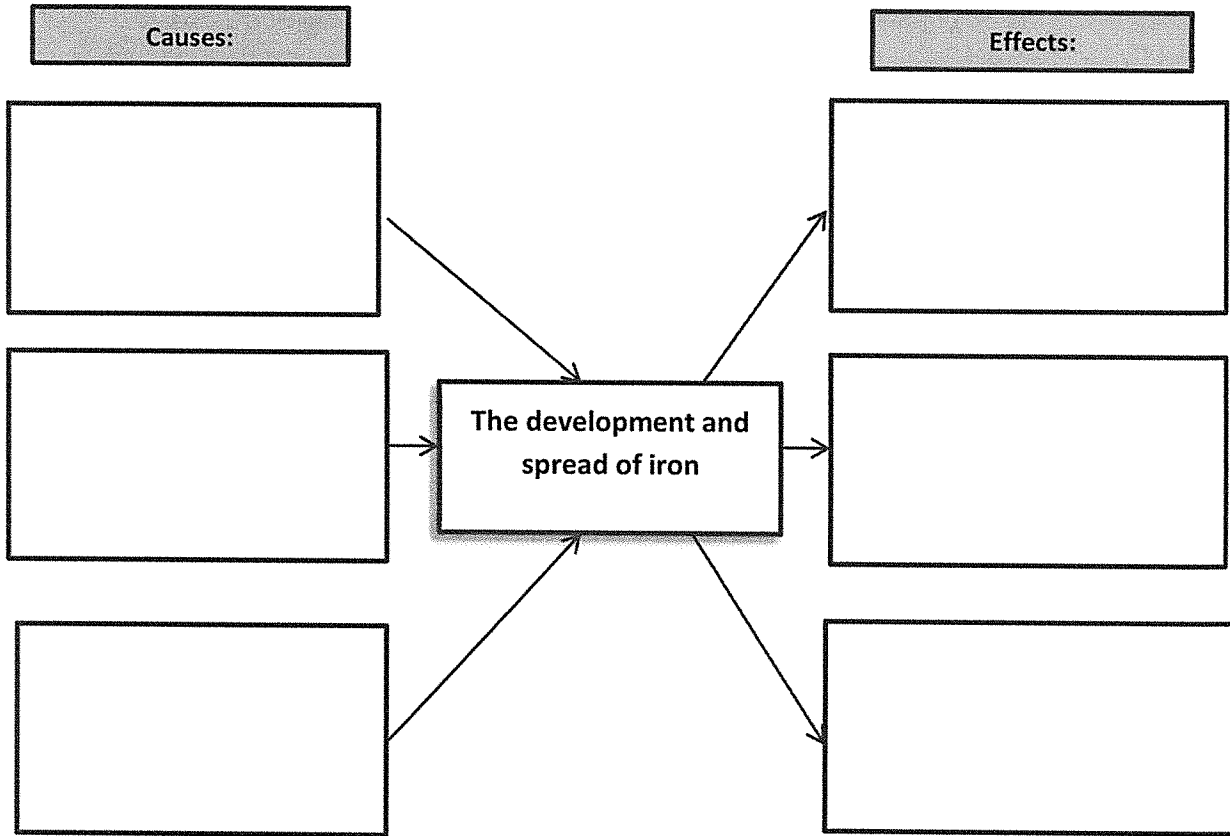 Causes:
Effects:
The development and
spread of iron